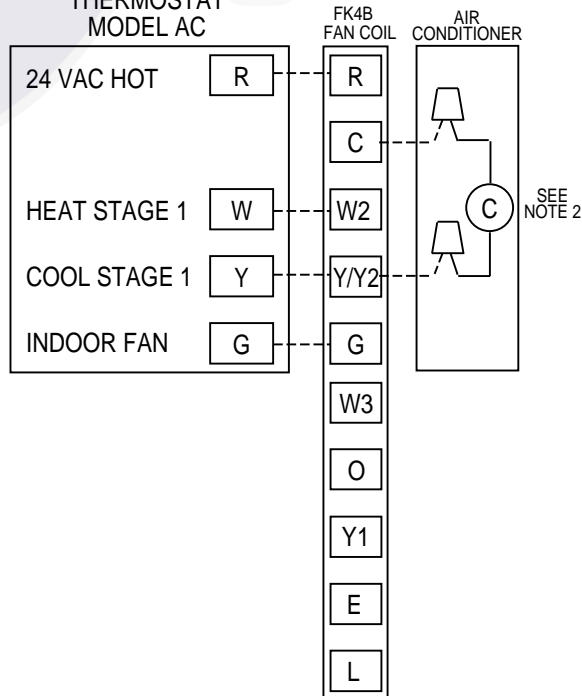 THERMOSTAT
MODEL AC
FK4B
FAN COIL
AIR
CONDITIONER
24 VAC HOT R R
C
HEAT STAGE 1 W W2
COOL STAGE 1 Y Y/Y2
INDOOR FAN G G
C
SEE
NOTE 2
W3
O
Y1
E
L